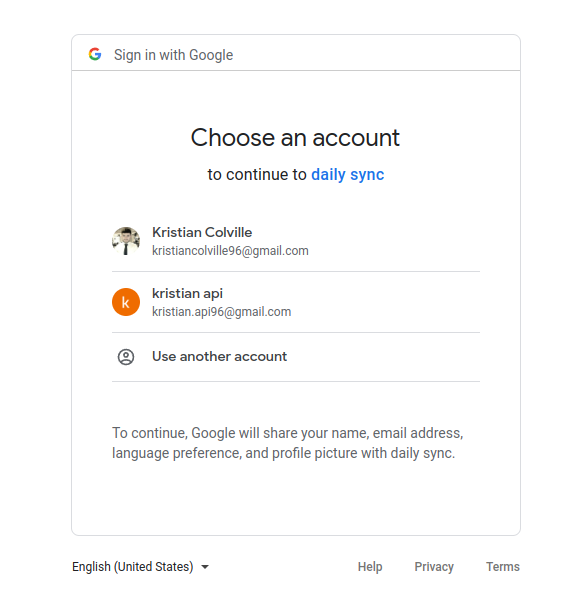 Sign in with Google
Choose an account
to continue to daily sync
Kristian Colville
kristiancolville96@gmail.com
k
kristian api
kristian.api96@gmail.com
Use another account
To continue, Google will share your name, email address,
language preference, and profile picture with daily sync.
English (United States)
Help Privacy Terms